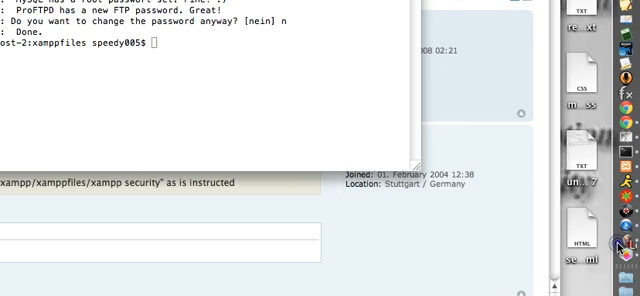 :  MySQL has a root passwort set. Fine! :)
:  ProFTPD has a new FTP password. Great!
: Do you want to change the password anyway? [nein] n
:  Done.
ost-2:xamppfiles speedy005$
008 02:21
Joined: 01. February 2004 12:38
Location: Stuttgart / Germany
xampp/xamppfiles/xampp security" as is instructed
TXT
re...xt
CSS
m....ss
TXT
un... 7
HTML
se....ml